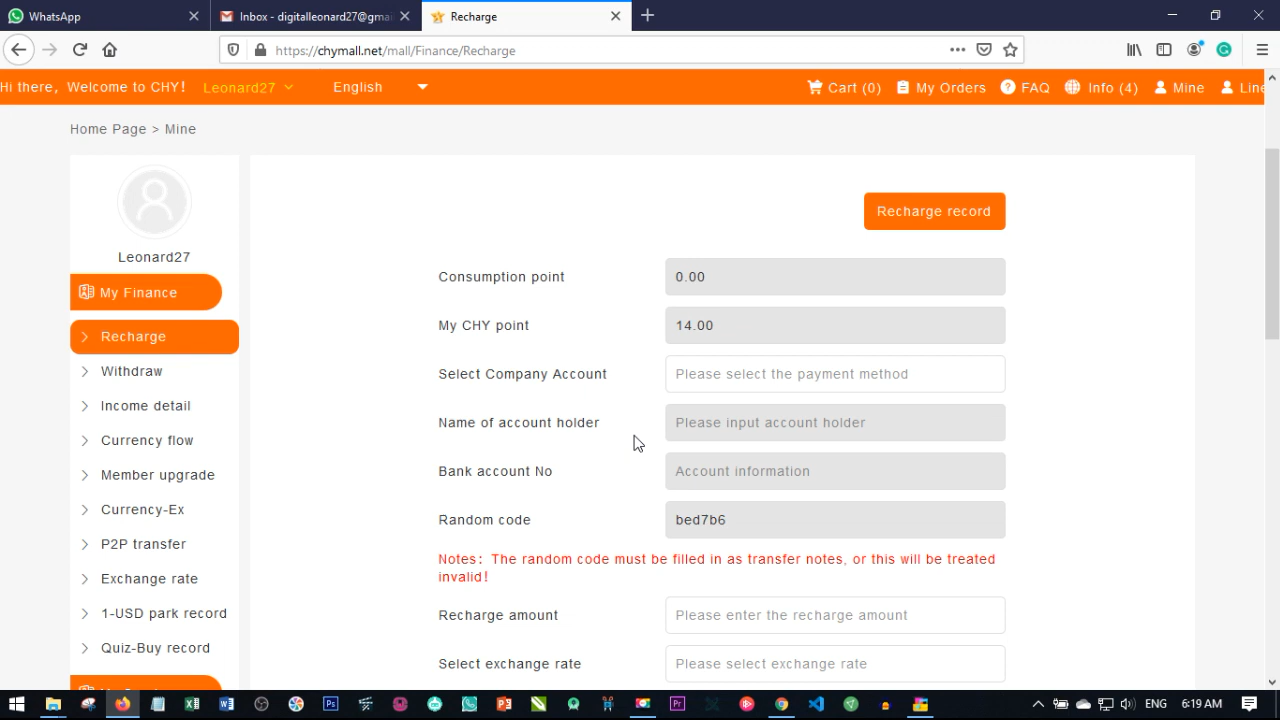 WhatsApp
Inbox - digitalleonard27@gmai
Recharge
https://chymall.net/mall/Finance/Recharge
Hi there, Welcome to CHY!
Leonard27
English
Cart (0)
My Orders
FAQ
Info (4)
Mine
Line
Home Page > Mine
Leonard27
My Finance
Recharge
Withdraw
Income detail
Currency flow
Member upgrade
Currency-Ex
P2P transfer
Exchange rate
1-USD park record
Quiz-Buy record
Recharge record
Consumption point
0.00
My CHY point
14.00
Select Company Account
Please select the payment method
Name of account holder
Please input account holder
Bank account No
Account information
Random code
bed7b6
Notes: The random code must be filled in as transfer notes, or this will be treated
invalid!
Recharge amount
Please enter the recharge amount
Select exchange rate
Please select exchange rate
ENG
6:19 AM